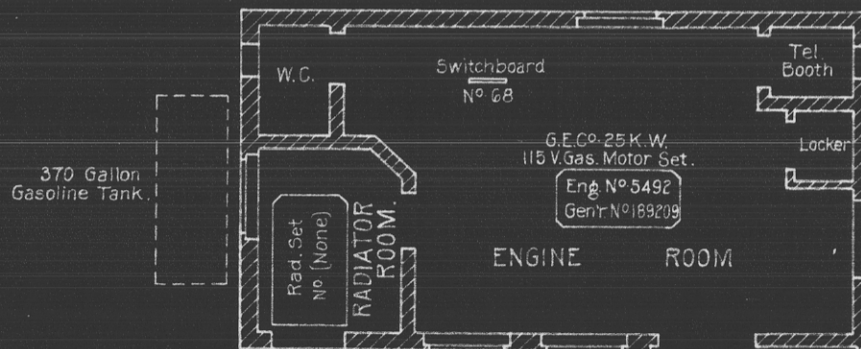 W.C.
Switchboard
Nº 68
Tel.
Booth
G.E.Cº 25 K.W.
115 V. Gas. Motor Set.
Locker
370 Gallon
Gasoline Tank.
Eng. Nº 5492
Gen'r. Nº 189209
Rad. Set
Nº (None)
RADIATOR
ROOM.
ENGINE ROOM